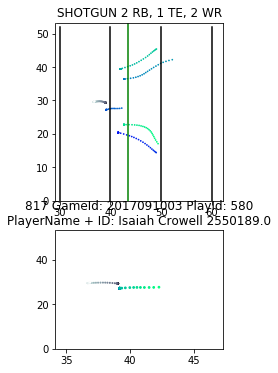 SHOTGUN 2 RB, 1 TE, 2 WR
50
40
30
20
10
0
30 40 50 60
817 GameId: 2017091003 PlayId: 580
PlayerName + ID: Isaiah Crowell 2550189.0
40
20
0
35 40 45